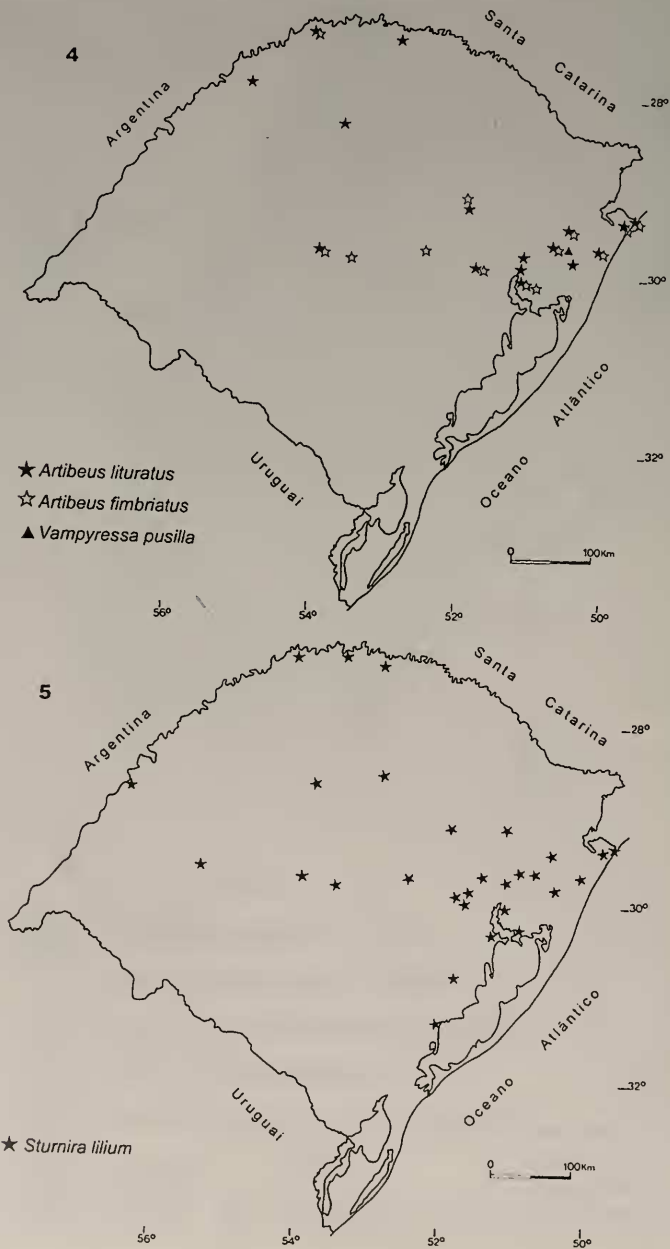 4
Santa
Catarina
Argentina
28°
30°
32°
Atlântico
Oceano
Uruguai
★ Artibeus lituratus
☆ Artibeus fimbriatus
▲ Vampyressa pusilla
0 100Km
56° 54° 52° 50°
5
Santa
Catarina
Argentina
28°
30°
32°
Atlântico
Oceano
Uruguai
★ Sturnira lilium
0 100Km
56° 54° 52° 50°